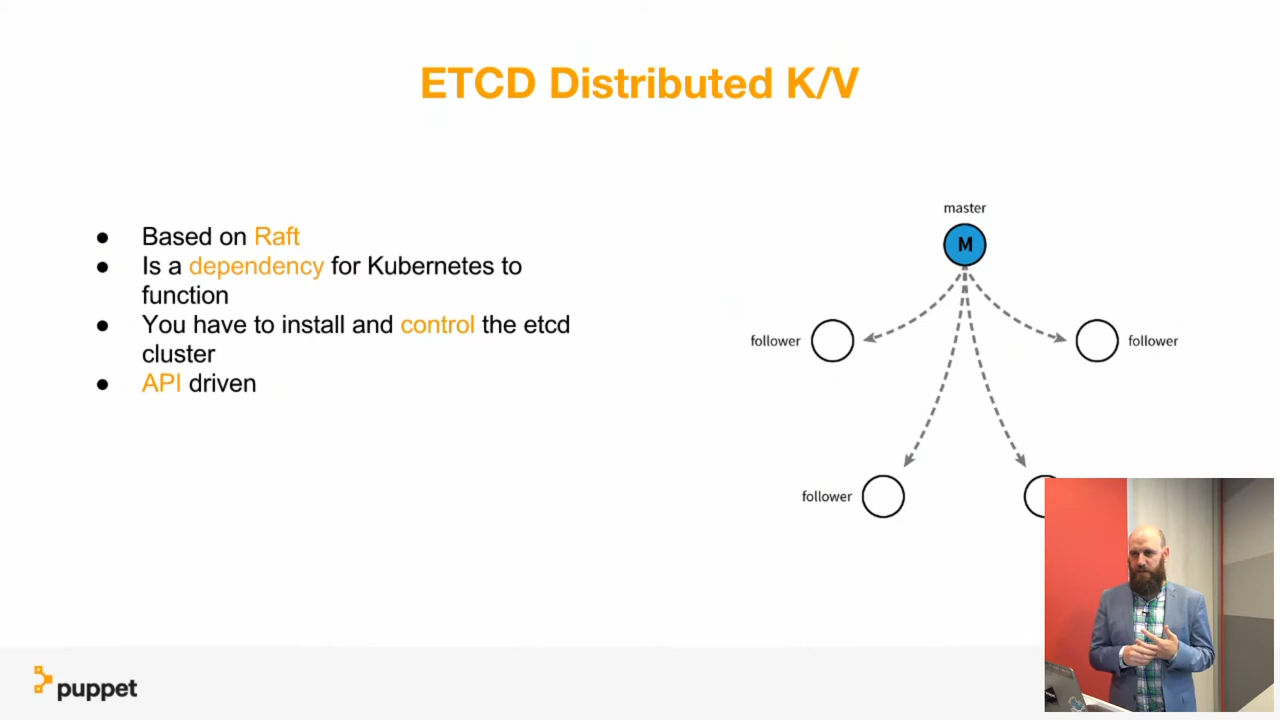 ETCD Distributed K/V
● Based on Raft
● Is a dependency for Kubernetes to
function
● You have to install and control the etcd
cluster
● API driven
master
M
follower
follower
follower
puppet